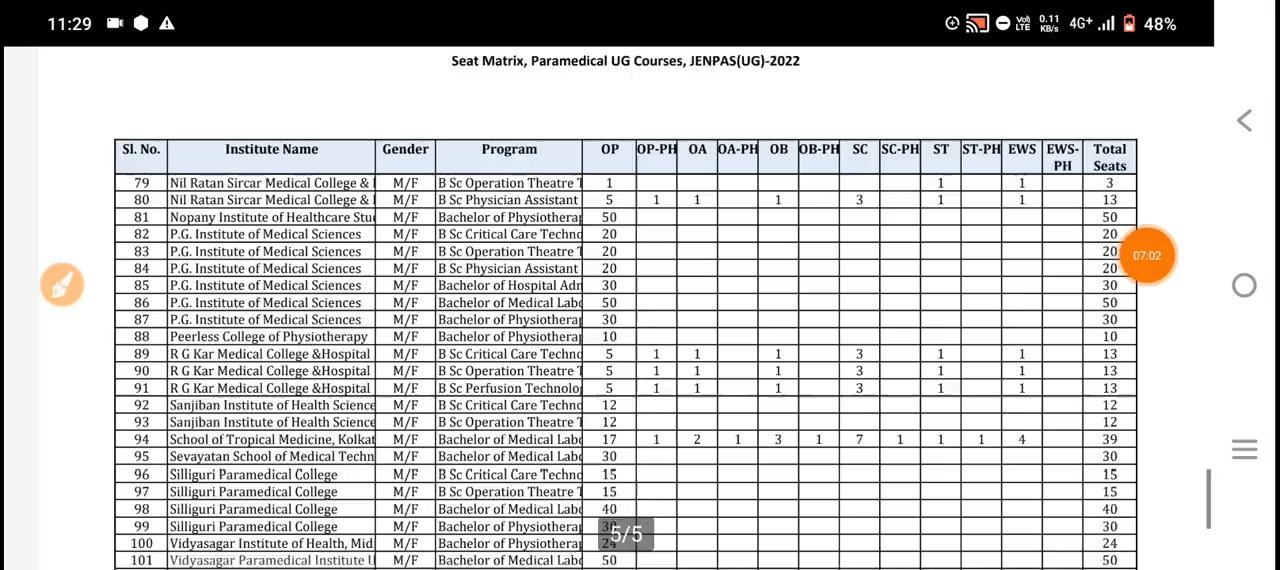 11:29 Vo) LTE 0.11 KB/s 4G+ 48%
Seat Matrix, Paramedical UG Courses, JENPAS(UG)-2022
Sl. No. Institute Name Gender Program OP OP-PH OA OA-PH OB OB-PH SC SC-PH ST ST-PH EWS EWS-PH Total Seats
79 Nil Ratan Sircar Medical College & M/F B Sc Operation Theatre 1 1 1 3
80 Nil Ratan Sircar Medical College & M/F B Sc Physician Assistant 5 1 1 1 3 1 1 13
81 Nopany Institute of Healthcare Stu M/F Bachelor of Physiothera 50 50
82 P.G. Institute of Medical Sciences M/F B Sc Critical Care Techno 20 20
83 P.G. Institute of Medical Sciences M/F B Sc Operation Theatre 20 20
07:02
84 P.G. Institute of Medical Sciences M/F B Sc Physician Assistant 20 20
85 P.G. Institute of Medical Sciences M/F Bachelor of Hospital Adn 30 30
86 P.G. Institute of Medical Sciences M/F Bachelor of Medical Labo 50 50
87 P.G. Institute of Medical Sciences M/F Bachelor of Physiothera 30 30
88 Peerless College of Physiotherapy M/F Bachelor of Physiothera 10 10
89 R G Kar Medical College &Hospital M/F B Sc Critical Care Techno 5 1 1 1 3 1 1 13
90 R G Kar Medical College &Hospital M/F B Sc Operation Theatre 5 1 1 1 3 1 1 13
91 R G Kar Medical College &Hospital M/F B Sc Perfusion Technolo 5 1 1 1 3 1 1 13
92 Sanjiban Institute of Health Science M/F B Sc Critical Care Techno 12 12
93 Sanjiban Institute of Health Science M/F B Sc Operation Theatre 12 12
94 School of Tropical Medicine, Kolkat M/F Bachelor of Medical Labo 17 1 2 1 3 1 7 1 1 1 4 39
95 Sevayatan School of Medical Techn M/F Bachelor of Medical Labo 30 30
96 Silliguri Paramedical College M/F B Sc Critical Care Techno 15 15
97 Silliguri Paramedical College M/F B Sc Operation Theatre 15 15
98 Silliguri Paramedical College M/F Bachelor of Medical Labo 40 40
99 Silliguri Paramedical College M/F Bachelor of Physiothera 30 30
5/5
100 Vidyasagar Institute of Health, Mid M/F Bachelor of Physiothera 24 24
101 Vidyasagar Paramedical Institute U M/F Bachelor of Medical Labo 50 50